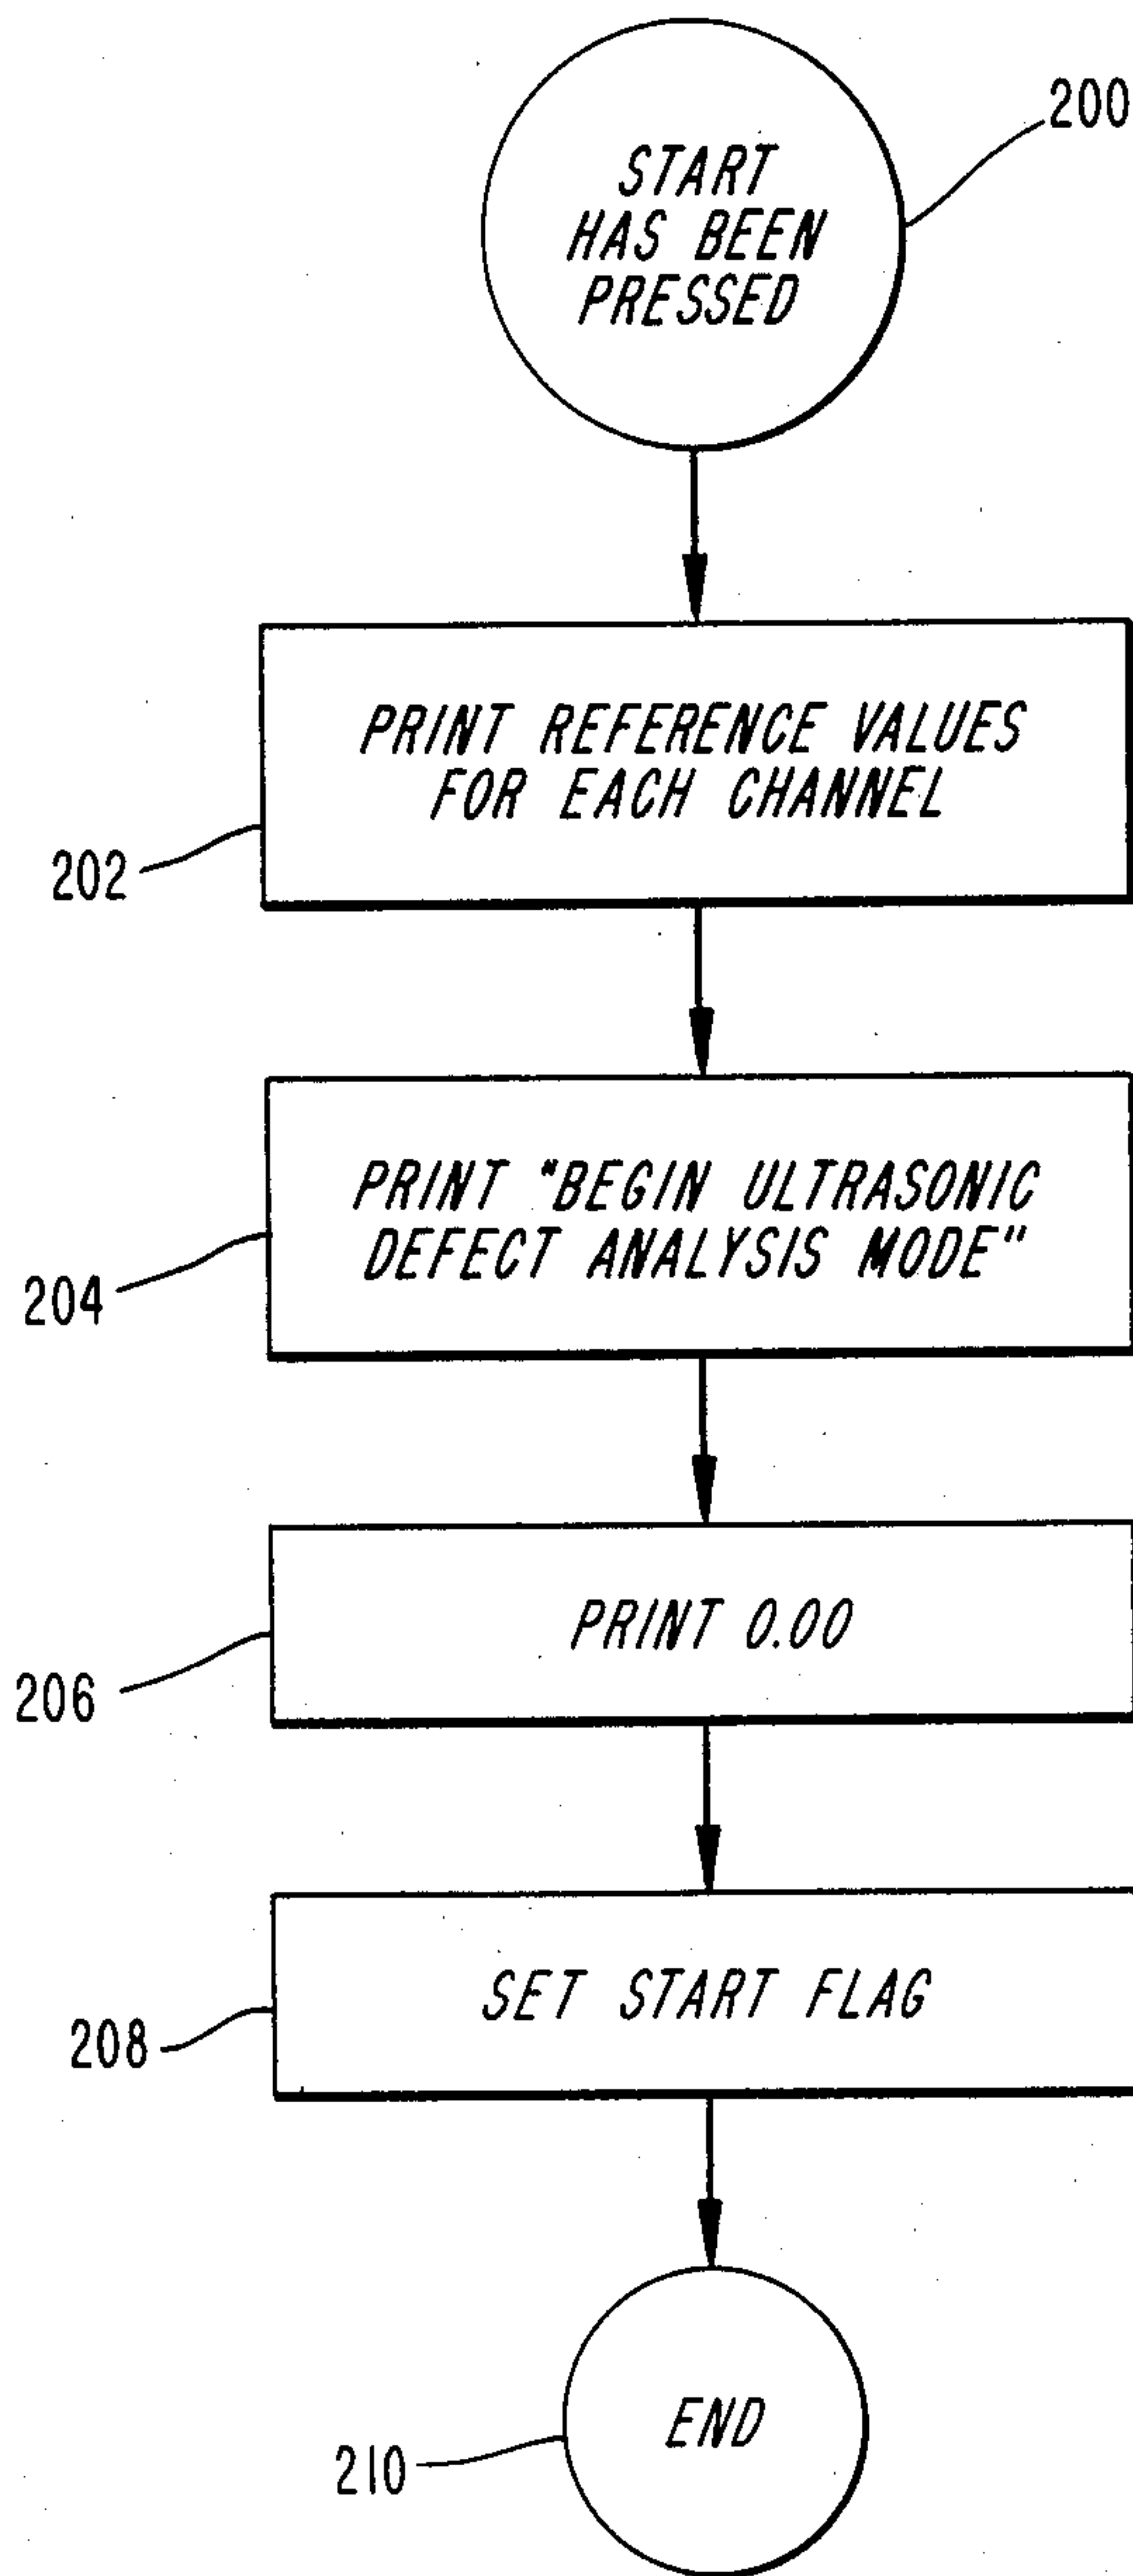 200
START
HAS BEEN
PRESSED
PRINT REFERENCE VALUES
FOR EACH CHANNEL
202
PRINT "BEGIN ULTRASONIC
DEFECT ANALYSIS MODE"
204
PRINT 0.00
206
SET START FLAG
208
END
210